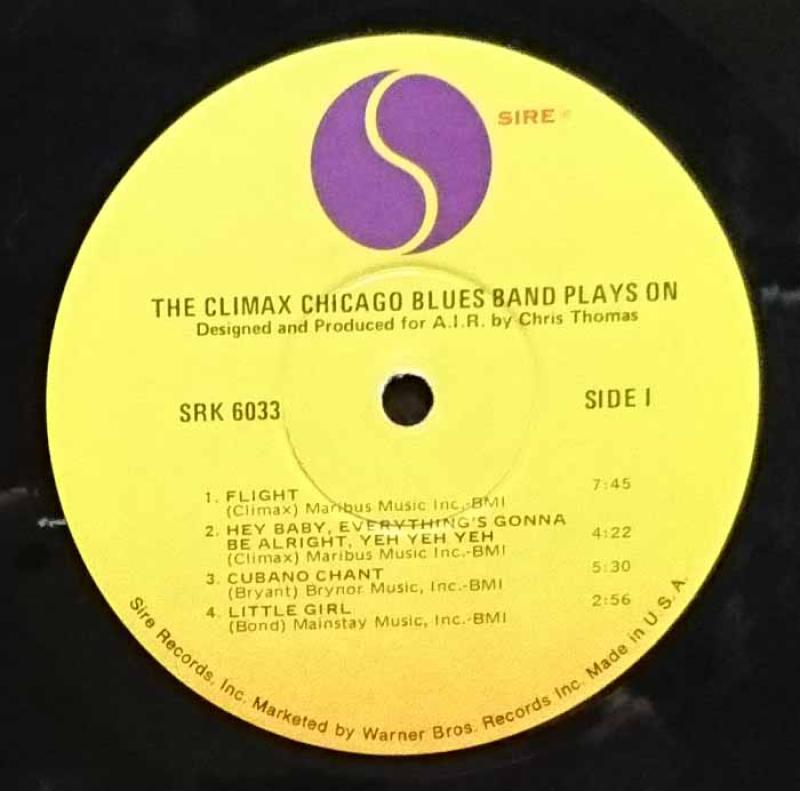 SIRE®
THE CLIMAX CHICAGO BLUES BAND PLAYS ON
Designed and Produced for A.I.R. by Chris Thomas
SRK 6033
SIDE I
1. FLIGHT 7:45
(Climax) Maribus Music Inc.-BMI
2. HEY BABY, EVERYTHING'S GONNA
BE ALRIGHT, YEH YEH YEH 4:22
(Climax) Maribus Music Inc.-BMI
3. CUBANO CHANT 5:30
(Bryant) Brynor Music, Inc.-BMI
4. LITTLE GIRL 2:56
(Bond) Mainstay Music, Inc.-BMI
Sire Records, Inc. Marketed by Warner Bros. Records Inc. Made in U.S.A.